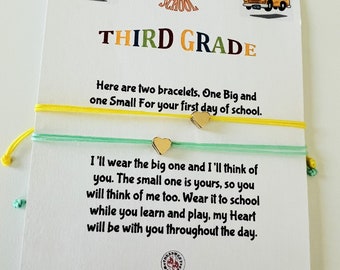 SCHOOL
THIRD GRADE
Here are two bracelets, One Big and
one Small For your first day of school.
I'll wear the big one and I'll think of
you. The small one is yours, so you
will think of me too. Wear it to school
while you learn and play, my Heart
will be with you throughout the day.